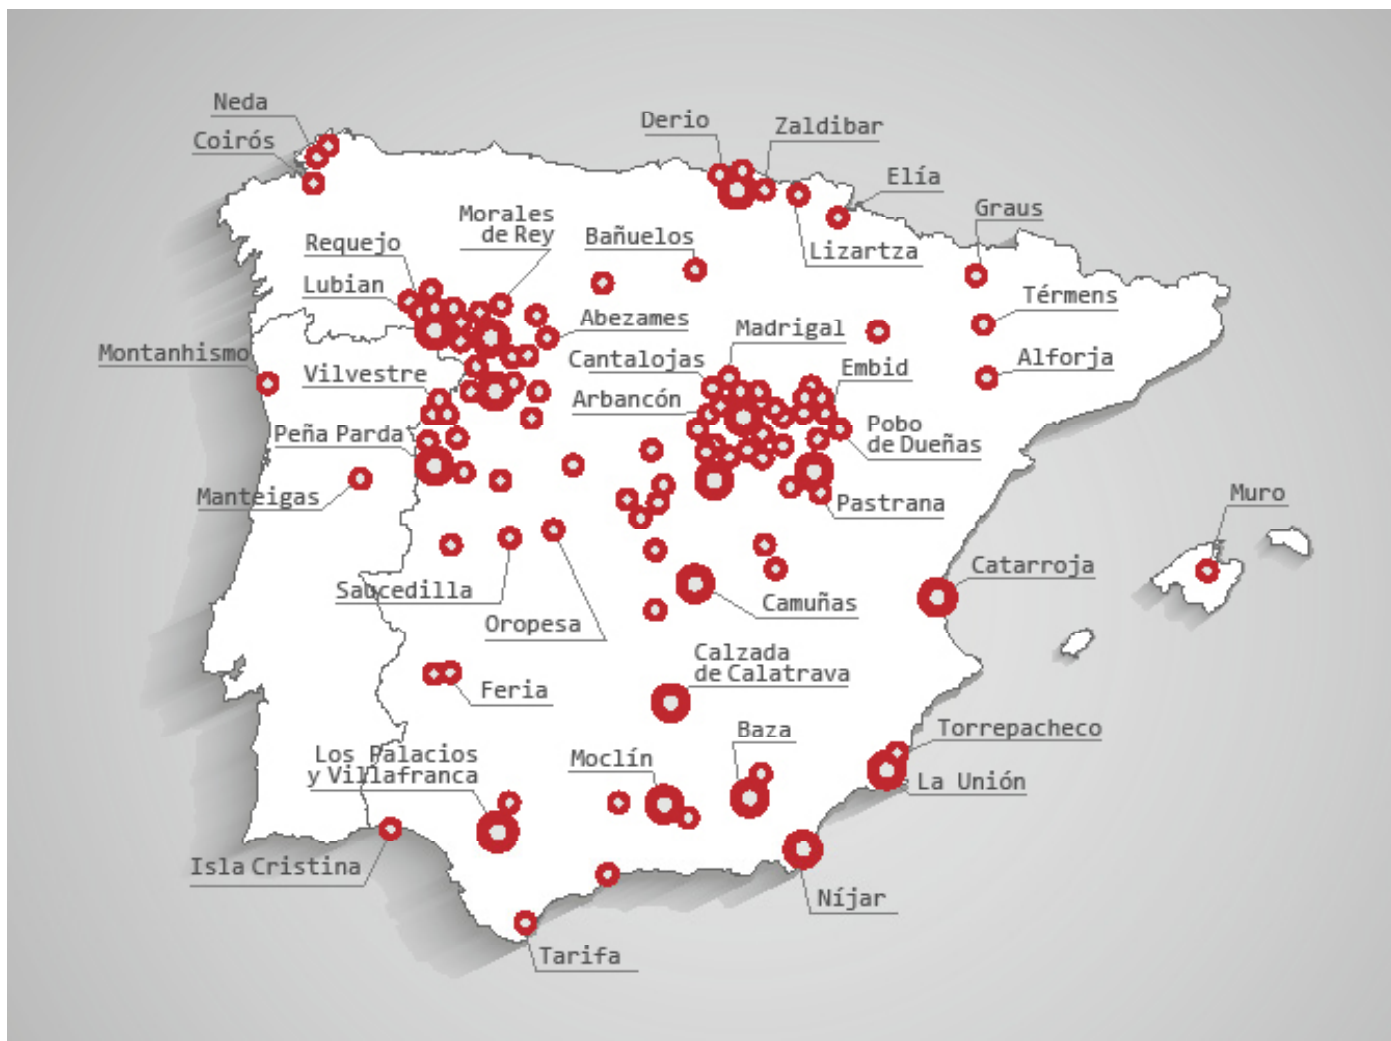 Neda
Coirós
Derio
Zaldibar
Elía
Graus
Morales
de Rey
Requejo
Bañuelos
Lizartza
Lubian
Térmens
Abezames
Madrigal
Montanhismo
Cantalojas
Embid
Alforja
Vilvestre
Arbancón
Pobo
de Dueñas
Peña Parda
Manteigas
Pastrana
Muro
Catarroja
Saucedilla
Camuñas
Oropesa
Calzada
de Calatrava
Feria
Baza
Torrepacheco
Los Palacios
y Villafranca
Moclín
La Unión
Isla Cristina
Níjar
Tarifa